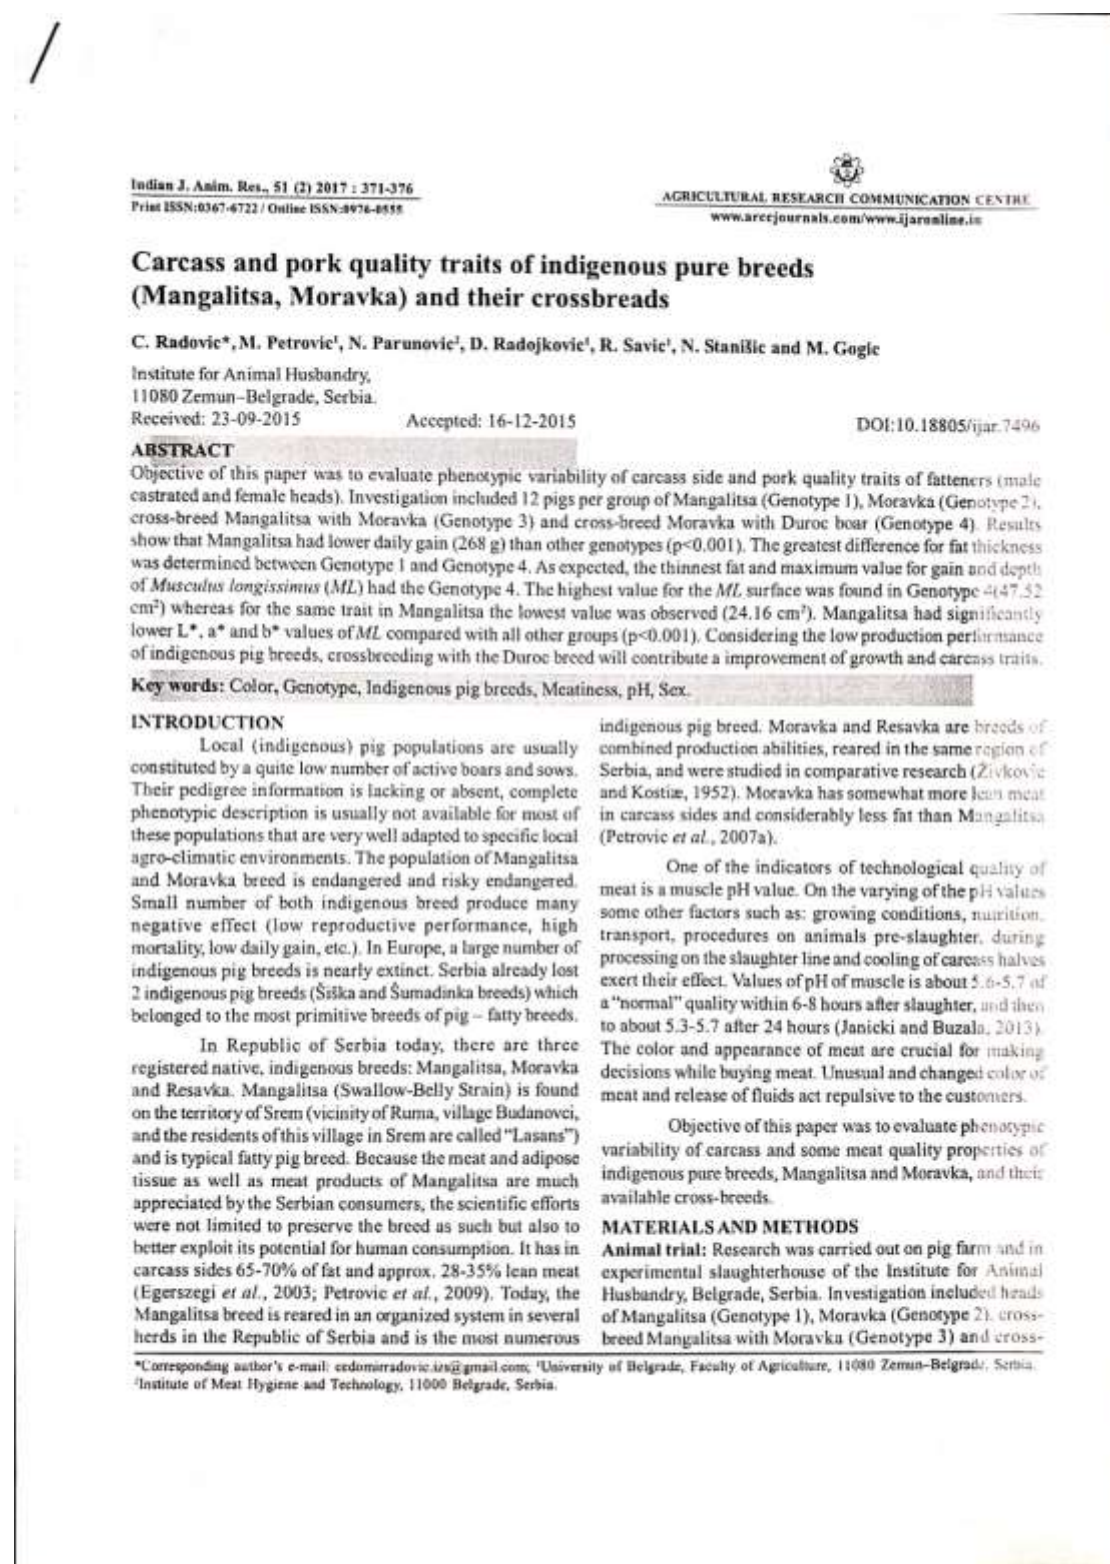 Indian J. Anim. Res., 51 (2) 2017 : 371-376
Print ISSN:0367-6722 / Online ISSN:0976-0555
AGRICULTURAL RESEARCH COMMUNICATION CENTRE
www.arccjournals.com/www.ijaronline.in
Carcass and pork quality traits of indigenous pure breeds
(Mangalitsa, Moravka) and their crossbreads
C. Radovic*, M. Petrovic¹, N. Parunovic², D. Radojkovic¹, R. Savic¹, N. Stanišic and M. Gogic
Institute for Animal Husbandry,
11080 Zemun–Belgrade, Serbia.
Received: 23-09-2015 Accepted: 16-12-2015 DOI:10.18805/ijar.7496
ABSTRACT
Objective of this paper was to evaluate phenotypic variability of carcass side and pork quality traits of fatteners (male
castrated and female heads). Investigation included 12 pigs per group of Mangalitsa (Genotype 1), Moravka (Genotype 2),
cross-breed Mangalitsa with Moravka (Genotype 3) and cross-breed Moravka with Duroc boar (Genotype 4). Results
show that Mangalitsa had lower daily gain (268 g) than other genotypes (p<0.001). The greatest difference for fat thickness
was determined between Genotype 1 and Genotype 4. As expected, the thinnest fat and maximum value for gain and depth
of Musculus longissimus (ML) had the Genotype 4. The highest value for the ML surface was found in Genotype 4(47.52
cm²) whereas for the same trait in Mangalitsa the lowest value was observed (24.16 cm²). Mangalitsa had significantly
lower L*, a* and b* values of ML compared with all other groups (p<0.001). Considering the low production performance
of indigenous pig breeds, crossbreeding with the Duroc breed will contribute a improvement of growth and carcass traits.
Key words: Color, Genotype, Indigenous pig breeds, Meatiness, pH, Sex.
INTRODUCTION
Local (indigenous) pig populations are usually
constituted by a quite low number of active boars and sows.
Their pedigree information is lacking or absent, complete
phenotypic description is usually not available for most of
these populations that are very well adapted to specific local
agro-climatic environments. The population of Mangalitsa
and Moravka breed is endangered and risky endangered.
Small number of both indigenous breed produce many
negative effect (low reproductive performance, high
mortality, low daily gain, etc.). In Europe, a large number of
indigenous pig breeds is nearly extinct. Serbia already lost
2 indigenous pig breeds (Šiška and Šumadinka breeds) which
belonged to the most primitive breeds of pig – fatty breeds.
In Republic of Serbia today, there are three
registered native, indigenous breeds: Mangalitsa, Moravka
and Resavka. Mangalitsa (Swallow-Belly Strain) is found
on the territory of Srem (vicinity of Ruma, village Budanovci,
and the residents of this village in Srem are called "Lasans")
and is typical fatty pig breed. Because the meat and adipose
tissue as well as meat products of Mangalitsa are much
appreciated by the Serbian consumers, the scientific efforts
were not limited to preserve the breed as such but also to
better exploit its potential for human consumption. It has in
carcass sides 65-70% of fat and approx. 28-35% lean meat
(Egerszegi et al., 2003; Petrovic et al., 2009). Today, the
Mangalitsa breed is reared in an organized system in several
herds in the Republic of Serbia and is the most numerous
indigenous pig breed. Moravka and Resavka are breeds of
combined production abilities, reared in the same region of
Serbia, and were studied in comparative research (Živkovic
and Kostiæ, 1952). Moravka has somewhat more lean meat
in carcass sides and considerably less fat than Mangalitsa
(Petrovic et al., 2007a).
One of the indicators of technological quality of
meat is a muscle pH value. On the varying of the pH values
some other factors such as: growing conditions, nutrition,
transport, procedures on animals pre-slaughter, during
processing on the slaughter line and cooling of carcass halves
exert their effect. Values of pH of muscle is about 5.6-5.7 of
a "normal" quality within 6-8 hours after slaughter, and then
to about 5.3-5.7 after 24 hours (Janicki and Buzala, 2013).
The color and appearance of meat are crucial for making
decisions while buying meat. Unusual and changed color of
meat and release of fluids act repulsive to the customers.
Objective of this paper was to evaluate phenotypic
variability of carcass and some meat quality properties of
indigenous pure breeds, Mangalitsa and Moravka, and their
available cross-breeds.
MATERIALS AND METHODS
Animal trial: Research was carried out on pig farm and in
experimental slaughterhouse of the Institute for Animal
Husbandry, Belgrade, Serbia. Investigation included heads
of Mangalitsa (Genotype 1), Moravka (Genotype 2), cross-
breed Mangalitsa with Moravka (Genotype 3) and cross-
*Corresponding author's e-mail: cedomirradovic.izs@gmail.com; ¹University of Belgrade, Faculty of Agriculture, 11080 Zemun–Belgrade, Serbia.
²Institute of Meat Hygiene and Technology, 11000 Belgrade, Serbia.